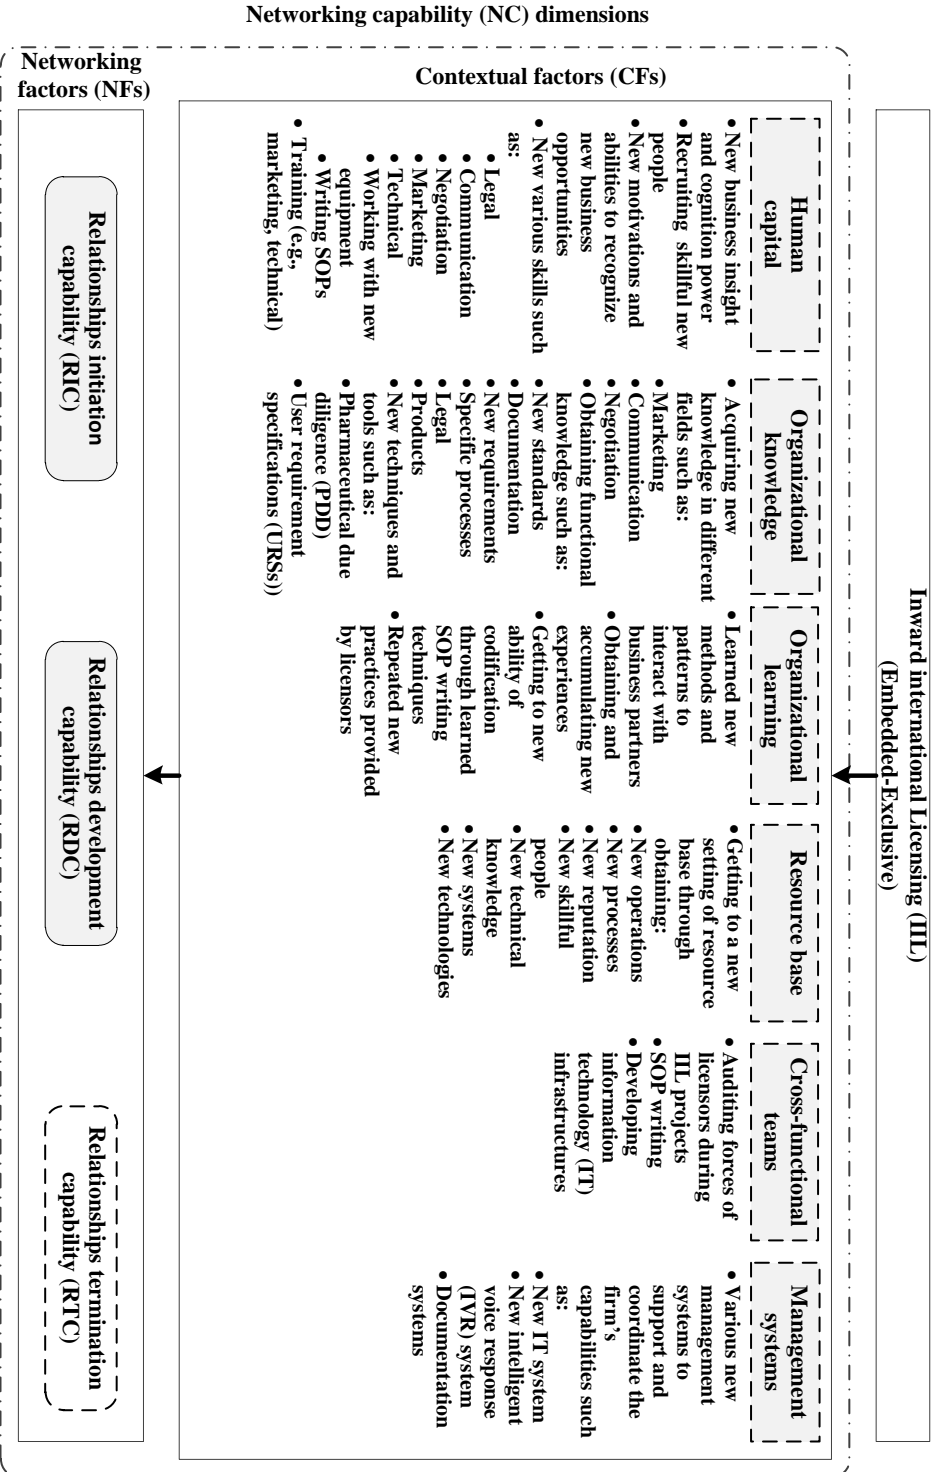 Networking capability (NC) dimensions
Networking
factors (NFs)
Contextual factors (CFs)
Inward international Licensing (IIL)
(Embedded-Exclusive)
Human
capital
• New business insight
and cognition power
• Recruiting skillful new
people
• New motivations and
abilities to recognize
new business
opportunities
• New various skills such
as:
• Legal
• Communication
• Negotiation
• Marketing
• Technical
• Working with new
equipment
• Writing SOPs
• Training (e.g.,
marketing, technical)
Organizational
knowledge
• Acquiring new
knowledge in different
fields such as:
• Marketing
• Communication
• Negotiation
• Obtaining functional
knowledge such as:
• New standards
• Documentation
• New requirements
• Specific processes
• Legal
• Products
• New techniques and
tools such as:
• Pharmaceutical due
diligence (PDD)
• User requirement
specifications (URSs))
Organizational
learning
• Learned new
methods and
patterns to
interact with
business partners
• Obtaining and
accumulating new
experiences
• Getting to new
ability of
codification
through learned
SOP writing
techniques
• Repeated new
practices provided
by licensors
Resource base
• Getting to a new
setting of resource
base through
obtaining:
• New operations
• New processes
• New reputation
• New skillful
people
• New technical
knowledge
• New systems
• New technologies
Cross-functional
teams
• Auditing forces of
licensors during
IIL projects
• SOP writing
• Developing
information
technology (IT)
infrastructures
Management
systems
• Various new
management
systems to
support and
coordinate the
firm's
capabilities such
as:
• New IT system
• New intelligent
voice response
(IVR) system
• Documentation
systems
Relationships initiation
capability (RIC)
Relationships development
capability (RDC)
Relationships termination
capability (RTC)